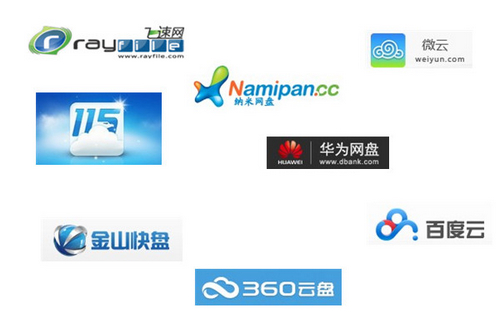 飞速网
rayfile
www.rayfile.com
微云
weiyun.com
Namipan.cc
纳米网盘
115
HUAWEI
华为网盘
www.dbank.com
金山快盘
百度云
360云盘